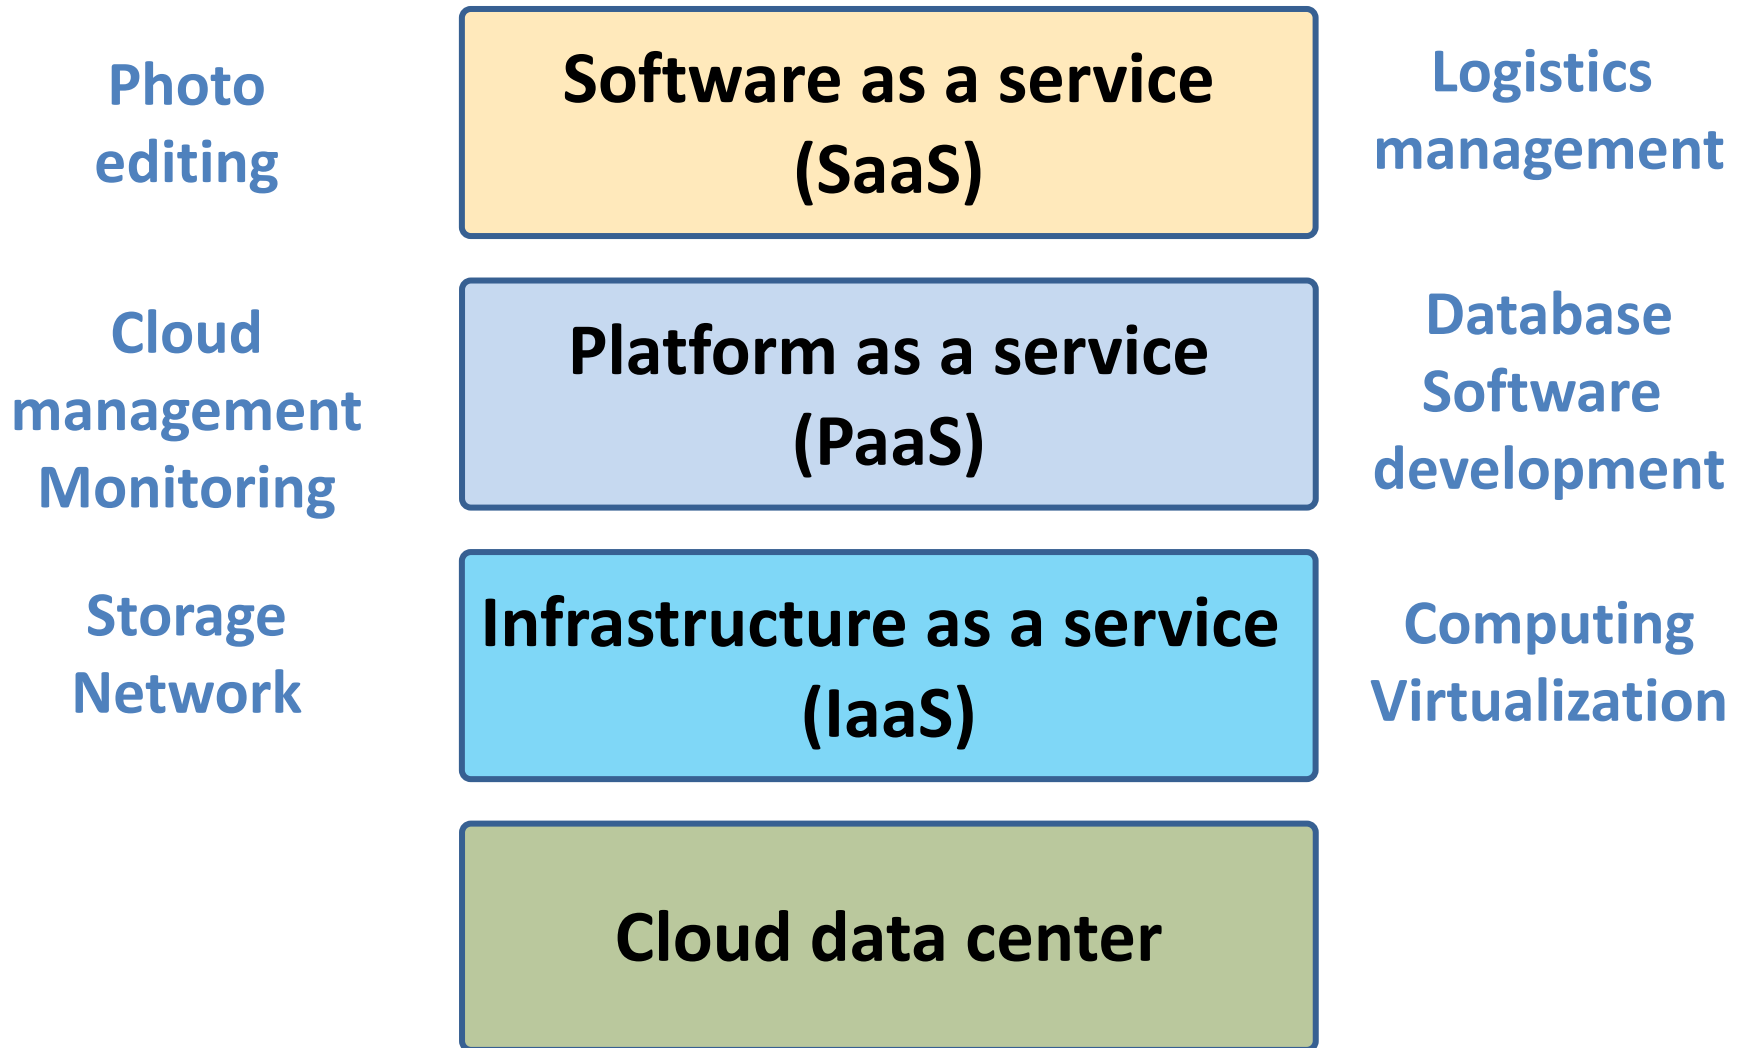 Photo
editing
Software as a service
(SaaS)
Logistics
management
Cloud
management
Monitoring
Platform as a service
(PaaS)
Database
Software
development
Storage
Network
Infrastructure as a service
(IaaS)
Computing
Virtualization
Cloud data center